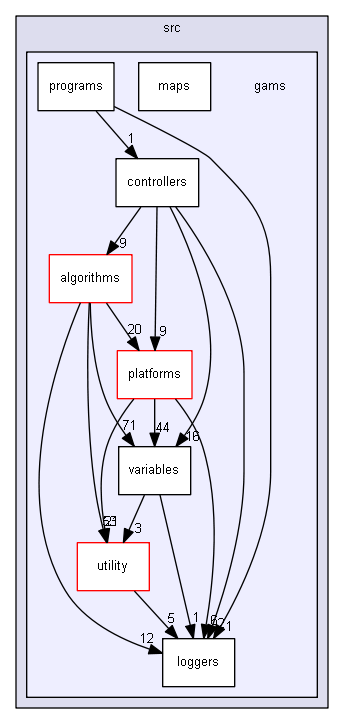 src
programs
maps
gams
1
controllers
9
algorithms
20
9
platforms
71
44
16
variables
3
utility
5
1
1
12
loggers